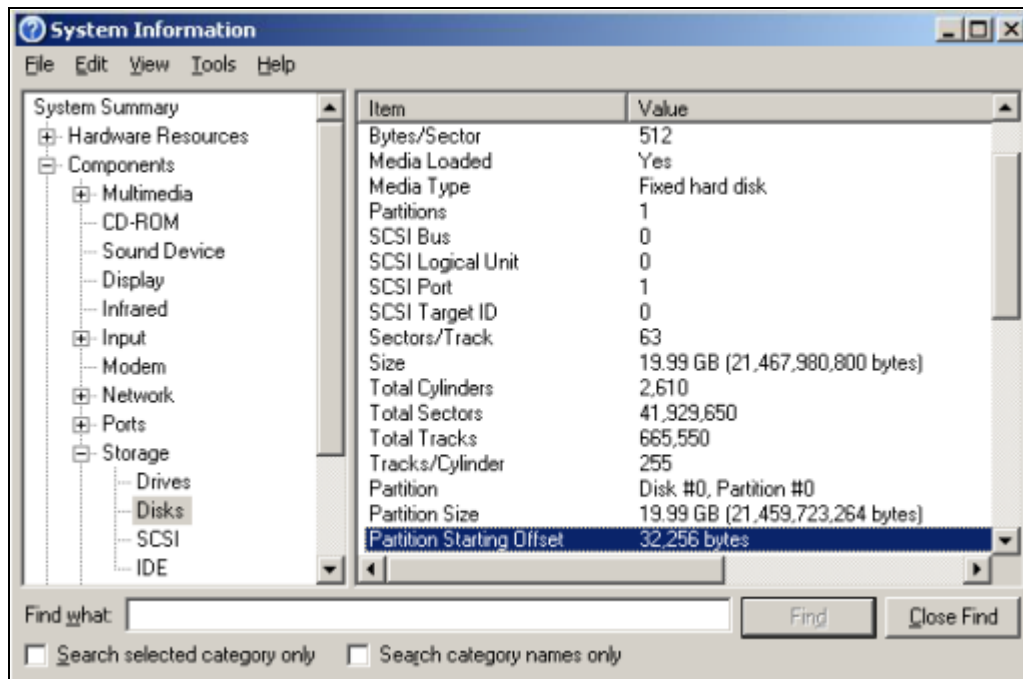 System Information
File Edit View Tools Help
System Summary
Hardware Resources
Components
Multimedia
CD-ROM
Sound Device
Display
Infrared
Input
Modem
Network
Ports
Storage
Drives
Disks
SCSI
IDE
Item Value
Bytes/Sector 512
Media Loaded Yes
Media Type Fixed hard disk
Partitions 1
SCSI Bus 0
SCSI Logical Unit 0
SCSI Port 1
SCSI Target ID 0
Sectors/Track 63
Size 19.99 GB (21,467,980,800 bytes)
Total Cylinders 2,610
Total Sectors 41,929,650
Total Tracks 665,550
Tracks/Cylinder 255
Partition Disk #0, Partition #0
Partition Size 19.99 GB (21,459,723,264 bytes)
Partition Starting Offset 32,256 bytes
Find what: Find Close Find
Search selected category only Search category names only